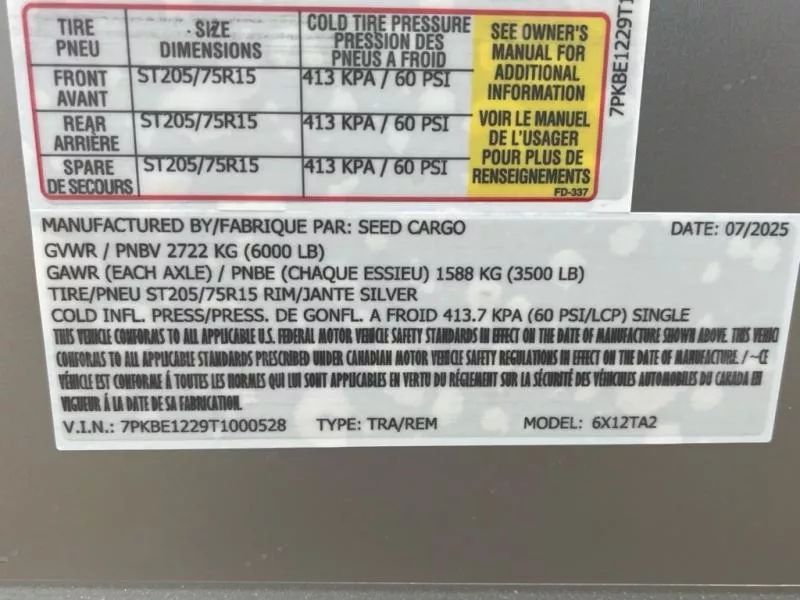 TIRE PNEU SIZE DIMENSIONS COLD TIRE PRESSURE PRESSION DES PNEUS A FROID
FRONT AVANT ST205/75R15 413 KPA / 60 PSI
REAR ARRIÈRE ST205/75R15 413 KPA / 60 PSI
SPARE DE SECOURS ST205/75R15 413 KPA / 60 PSI
SEE OWNER'S
MANUAL FOR
ADDITIONAL
INFORMATION
VOIR LE MANUEL
DE L'USAGER
POUR PLUS DE
RENSEIGNEMENTS
FD-337
7PKBE1229T1
MANUFACTURED BY/FABRIQUE PAR: SEED CARGO DATE: 07/2025
GVWR / PNBV 2722 KG (6000 LB)
GAWR (EACH AXLE) / PNBE (CHAQUE ESSIEU) 1588 KG (3500 LB)
TIRE/PNEU ST205/75R15 RIM/JANTE SILVER
COLD INFL. PRESS/PRESS. DE GONFL. A FROID 413.7 KPA (60 PSI/LCP) SINGLE
THIS VEHICLE CONFORMS TO ALL APPLICABLE U.S. FEDERAL MOTOR VEHICLE SAFETY STANDARDS IN EFFECT ON THE DATE OF MANUFACTURE SHOWN ABOVE. THIS VEHICL
CONFORMS TO ALL APPLICABLE STANDARDS PRESCRIBED UNDER CANADIAN MOTOR VEHICLE SAFETY REGULATIONS IN EFFECT ON THE DATE OF MANUFACTURE. / ~CE
VÉHICLE EST CONFORME À TOUTES LES NORMES QUI LUI SONT APPLICABLES EN VERTU DU RÉGLEMENT SUR LA SÉCURITÉ DES VÉHICULES AUTOMOBILES DU CANADA EN
VIGUEUR À LA DATE DE SA FABRICATION.
V.I.N.: 7PKBE1229T1000528 TYPE: TRA/REM MODEL: 6X12TA2